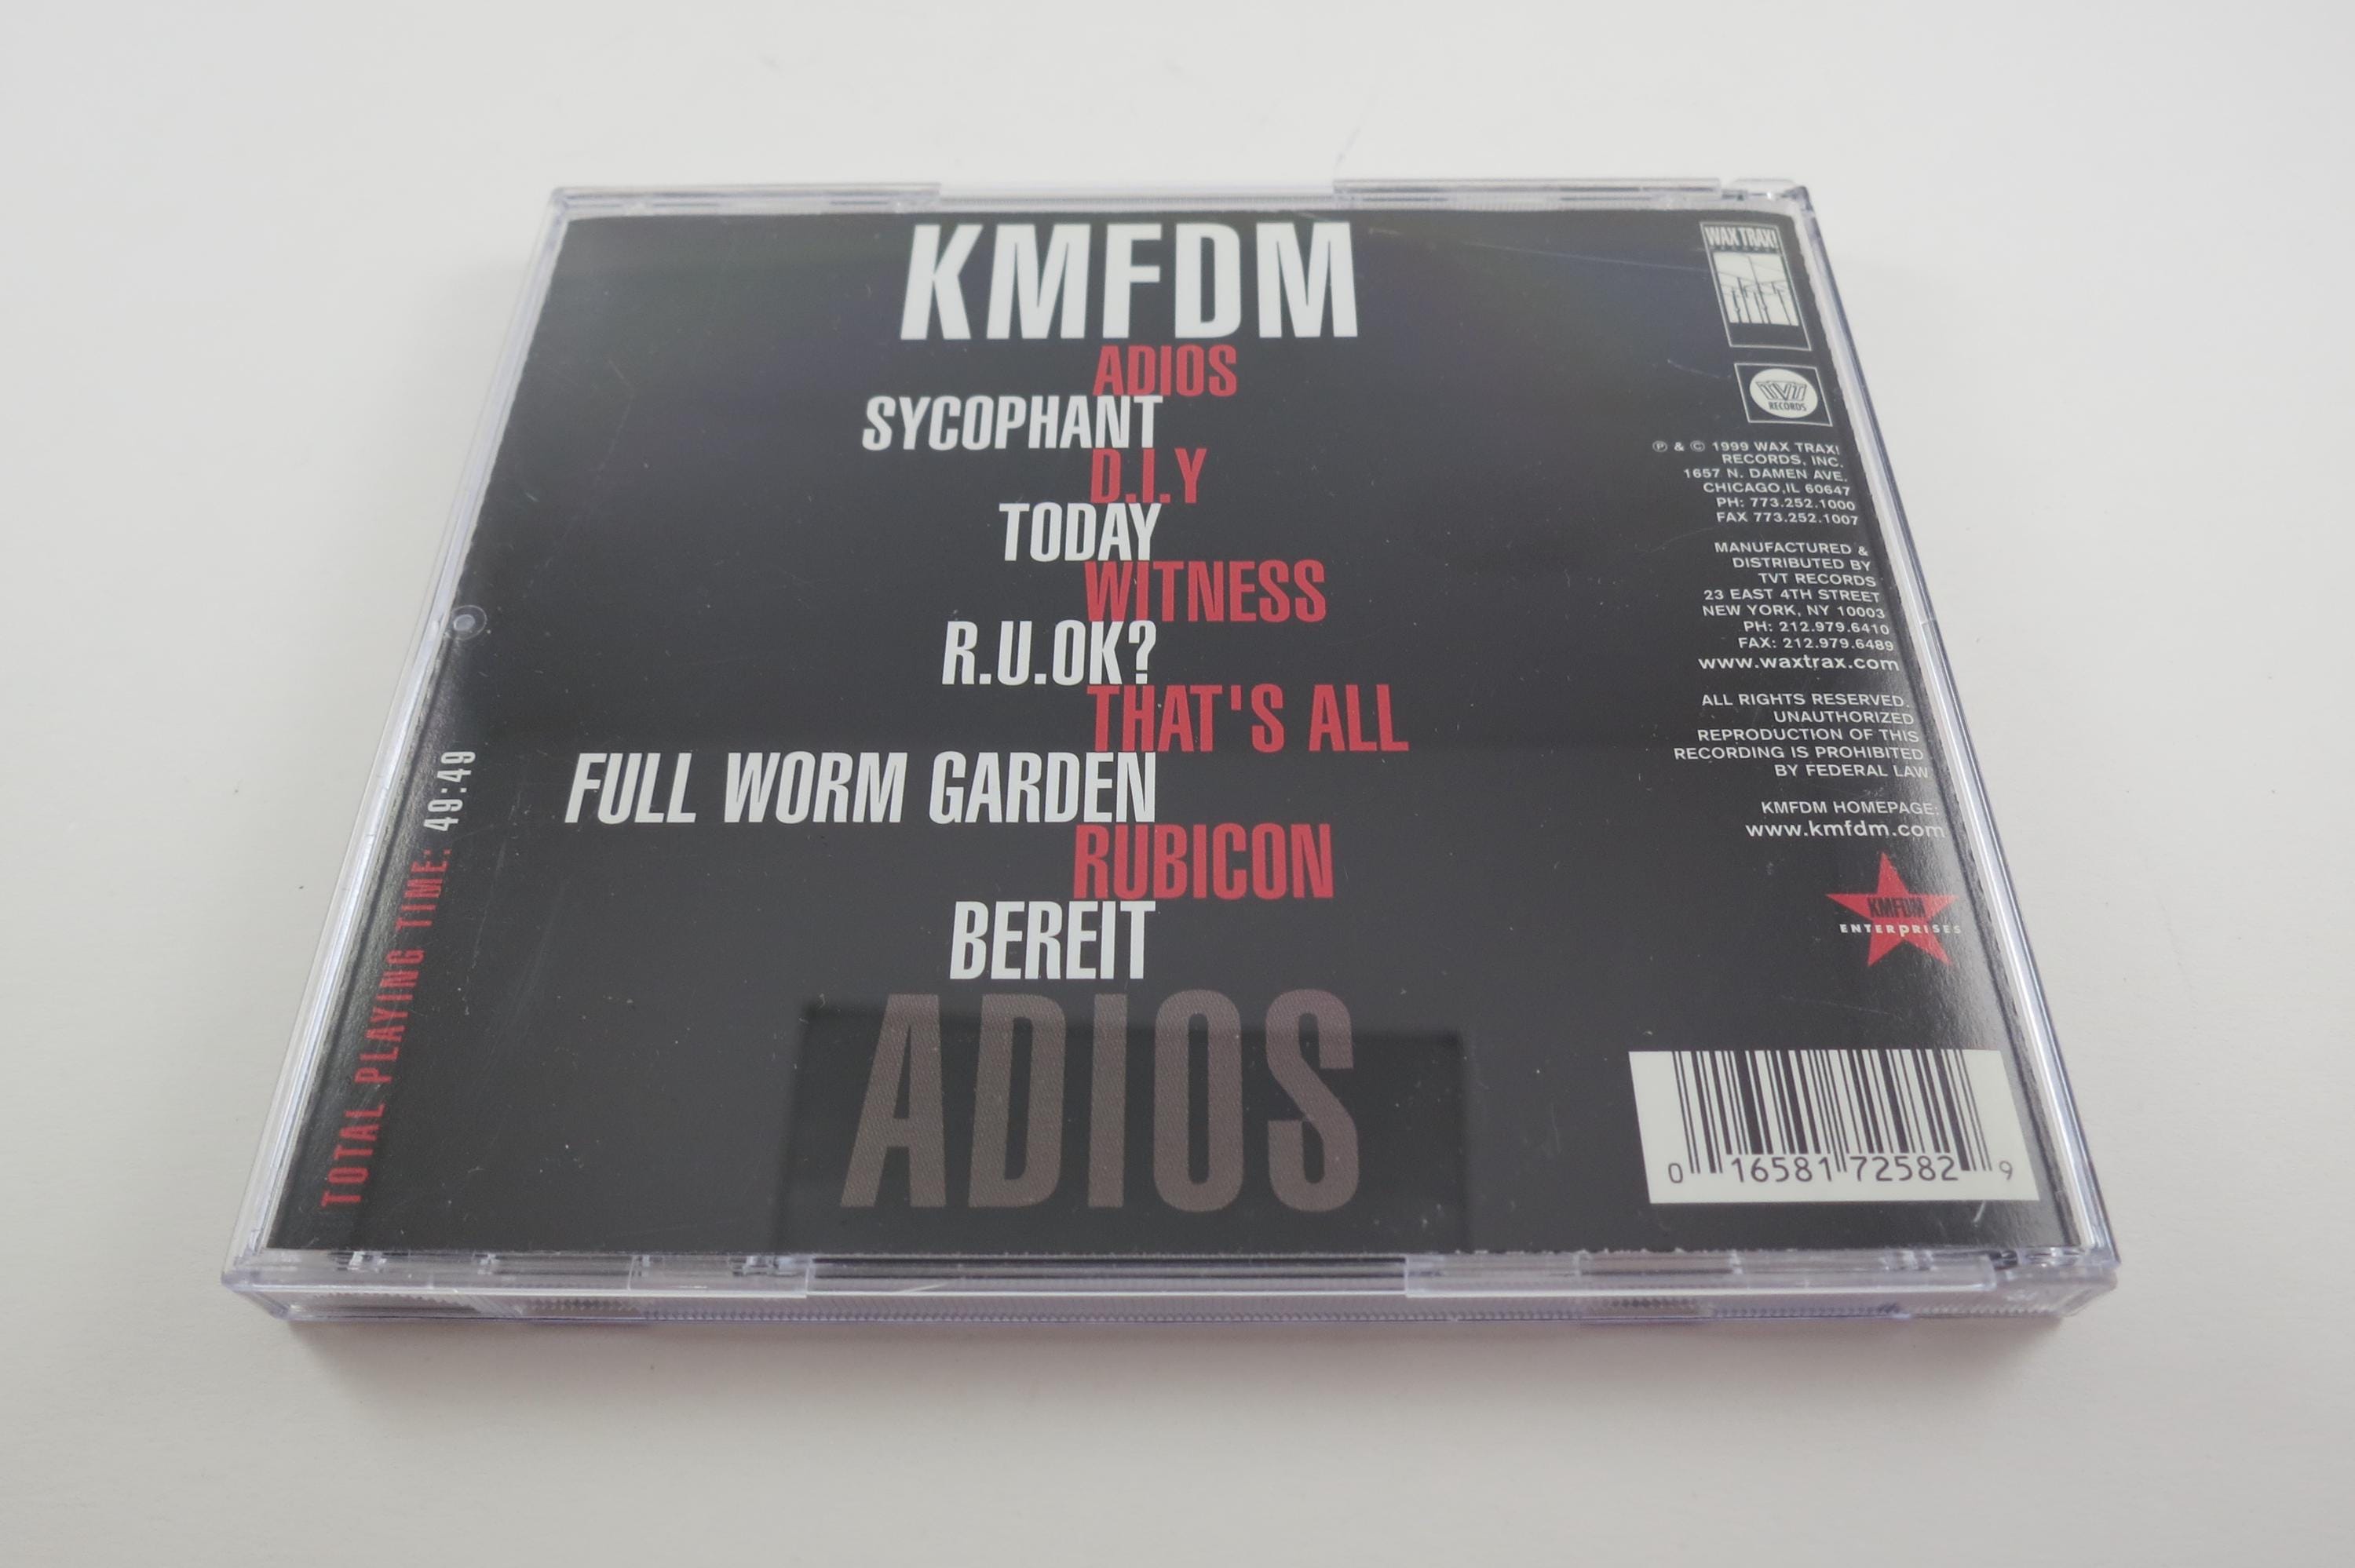 KMFDM
ADIOS
SYCOPHANT
D.I.Y
TODAY
WITNESS
R.U.OK?
THAT'S ALL
FULL WORM GARDEN
RUBICON
BEREIT
ADIOS
TOTAL PLAYING TIME: 49:49
WAX TRAX!
TVT
RECORDS
℗ & © 1999 WAX TRAX!
RECORDS, INC.
1657 N. DAMEN AVE.
CHICAGO,IL 60647
PH: 773.252.1000
FAX 773.252.1007
MANUFACTURED &
DISTRIBUTED BY
TVT RECORDS
23 EAST 4TH STREET
NEW YORK, NY 10003
PH: 212.979.6410
FAX: 212.979.6489
www.waxtrax.com
ALL RIGHTS RESERVED.
UNAUTHORIZED
REPRODUCTION OF THIS
RECORDING IS PROHIBITED
BY FEDERAL LAW
KMFDM HOMEPAGE:
www.kmfdm.com
KMFDM
ENTERPRISES
0 16581 72582 9